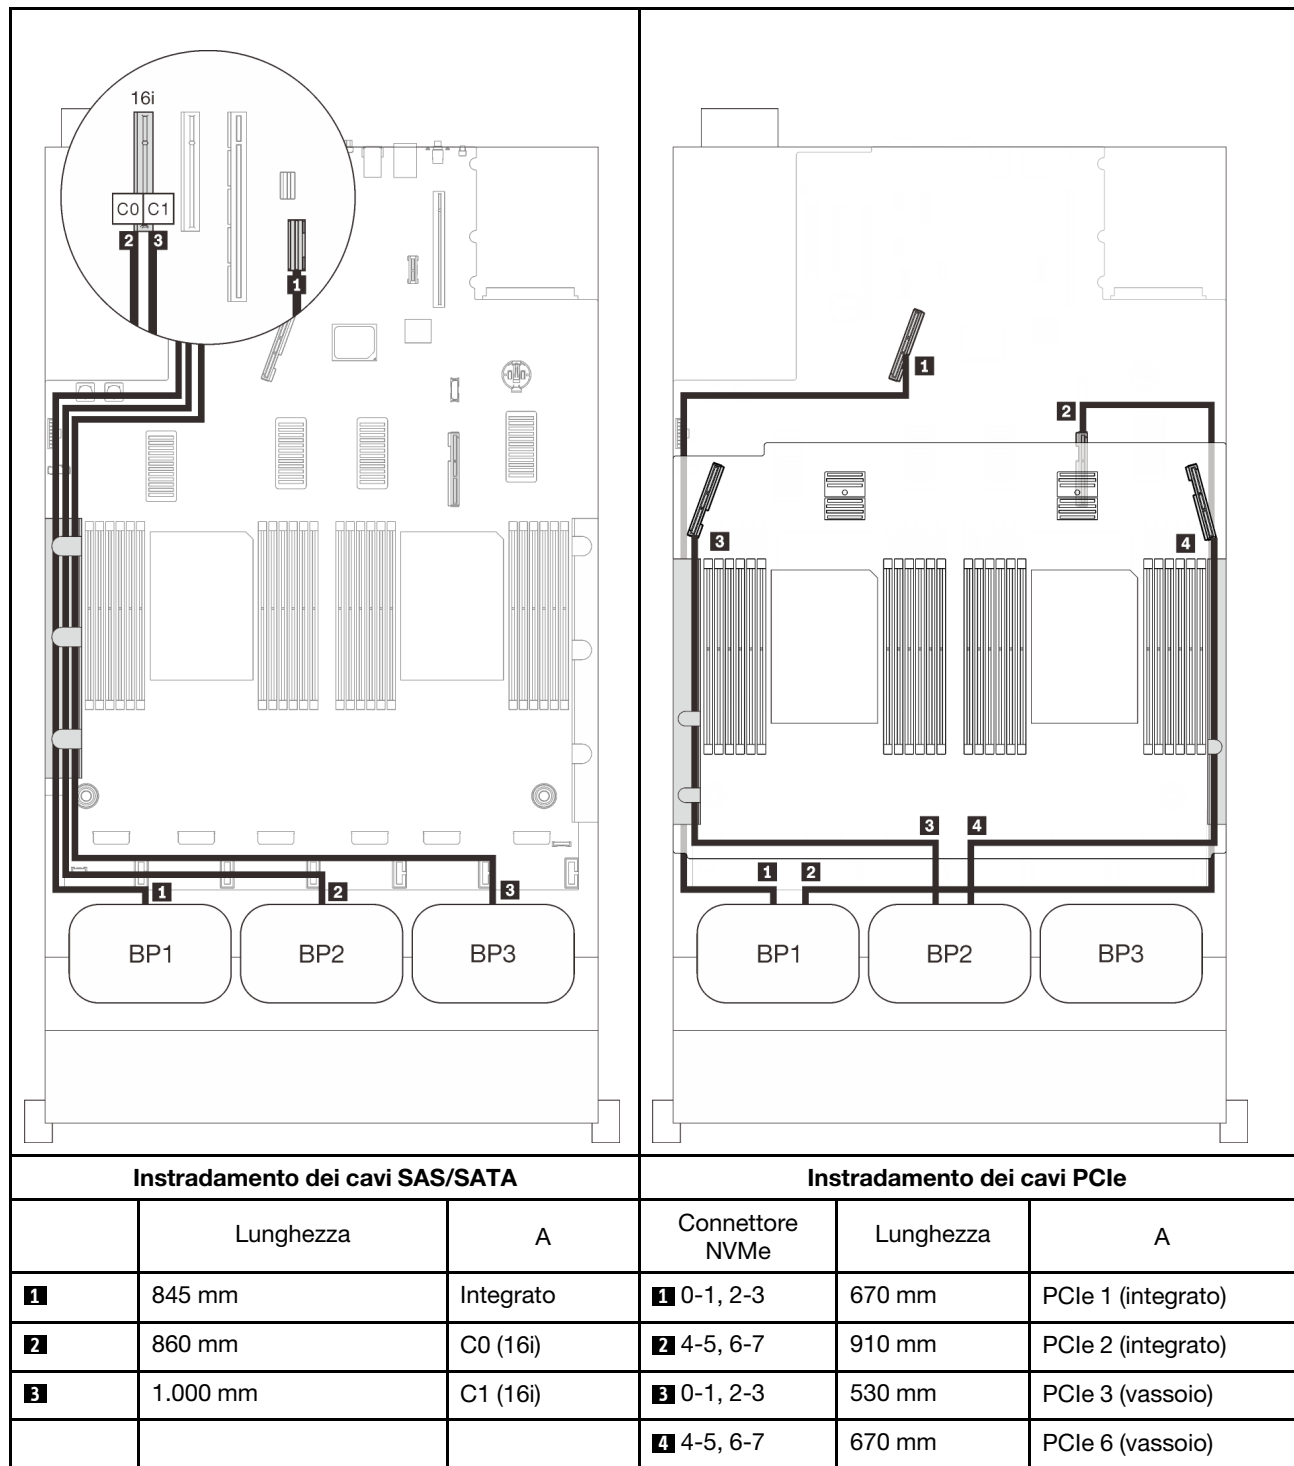 16i
C0 C1
2 3
1
1
2
3
BP1 BP2 BP3
1
2
3
4
3 4
1 2
BP1 BP2 BP3
Instradamento dei cavi SAS/SATA
Instradamento dei cavi PCIe
Lunghezza A Connettore NVMe Lunghezza A
1 845 mm Integrato 1 0-1, 2-3 670 mm PCIe 1 (integrato)
2 860 mm C0 (16i) 2 4-5, 6-7 910 mm PCIe 2 (integrato)
3 1.000 mm C1 (16i) 3 0-1, 2-3 530 mm PCIe 3 (vassoio)
4 4-5, 6-7 670 mm PCIe 6 (vassoio)